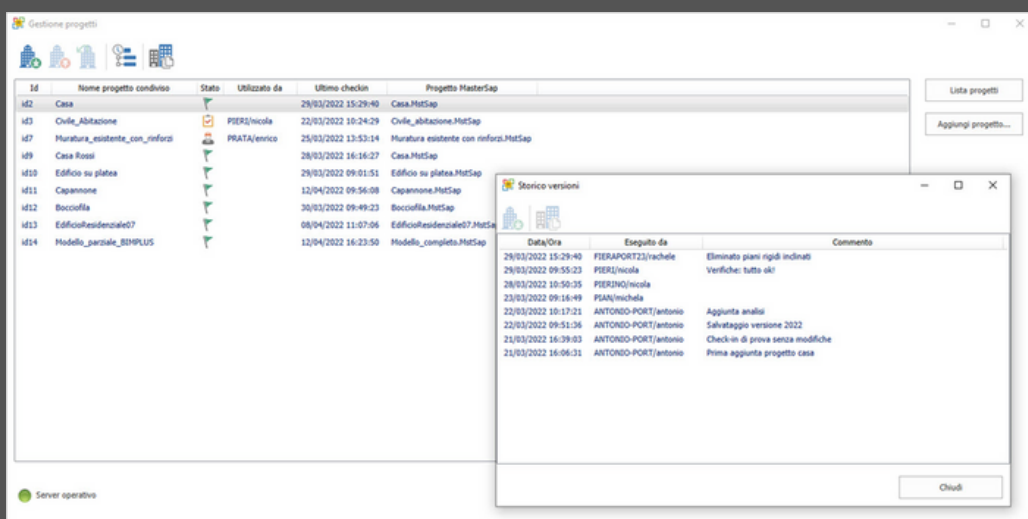 Gestione progetti
Id Nome progetto condiviso Stato Utilizzato da Ultimo checkin Progetto MasterSap
id2 Casa 29/03/2022 15:29:40 Casa.MstSap
id3 Civile_Abitazione PIERI/nicola 22/03/2022 10:24:29 Civile_abitazione.MstSap
id7 Muratura_esistente_con_rinforzi PRATA/enrico 25/03/2022 13:53:14 Muratura esistente con rinforzi.MstSap
id9 Casa Rossi 28/03/2022 16:16:27 Casa.MstSap
id10 Edificio su platea 29/03/2022 09:01:51 Edificio su platea.MstSap
id11 Capannone 12/04/2022 09:56:08 Capannone.MstSap
id12 Bocciofila 30/03/2022 09:49:23 Bocciofila.MstSap
id13 EdificioResidenziale07 08/04/2022 11:07:06 EdificioResidenziale07.MstSa
id14 Modello_parziale_BIMPLUS 12/04/2022 16:23:50 Modello_completo.MstSap
Lista progetti
Aggiungi progetto...
Storico versioni
Data/Ora Eseguito da Commento
29/03/2022 15:29:40 FIERAPORT23/rachele Eliminato piani rigidi inclinati
29/03/2022 09:55:23 PIERI/nicola Verifiche: tutto ok!
28/03/2022 10:50:35 PIERINO/nicola
23/03/2022 09:16:49 PIAN/michela
22/03/2022 10:17:21 ANTONIO-PORT/antonio Aggiunta analisi
22/03/2022 09:51:36 ANTONIO-PORT/antonio Salvataggio versione 2022
21/03/2022 16:39:03 ANTONIO-PORT/antonio Check-in di prova senza modifiche
21/03/2022 16:06:31 ANTONIO-PORT/antonio Prima aggiunta progetto casa
Chiudi
Server operativo